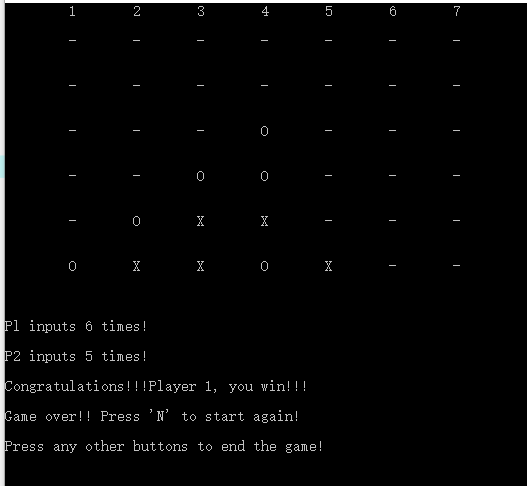 1 2 3 4 5 6 7
- - - - - - -
- - - - - - -
- - - O - - -
- - O O - - -
- O X X - - -
O X X O X - -
P1 inputs 6 times!
P2 inputs 5 times!
Congratulations!!!Player 1, you win!!!
Game over!! Press 'N' to start again!
Press any other buttons to end the game!